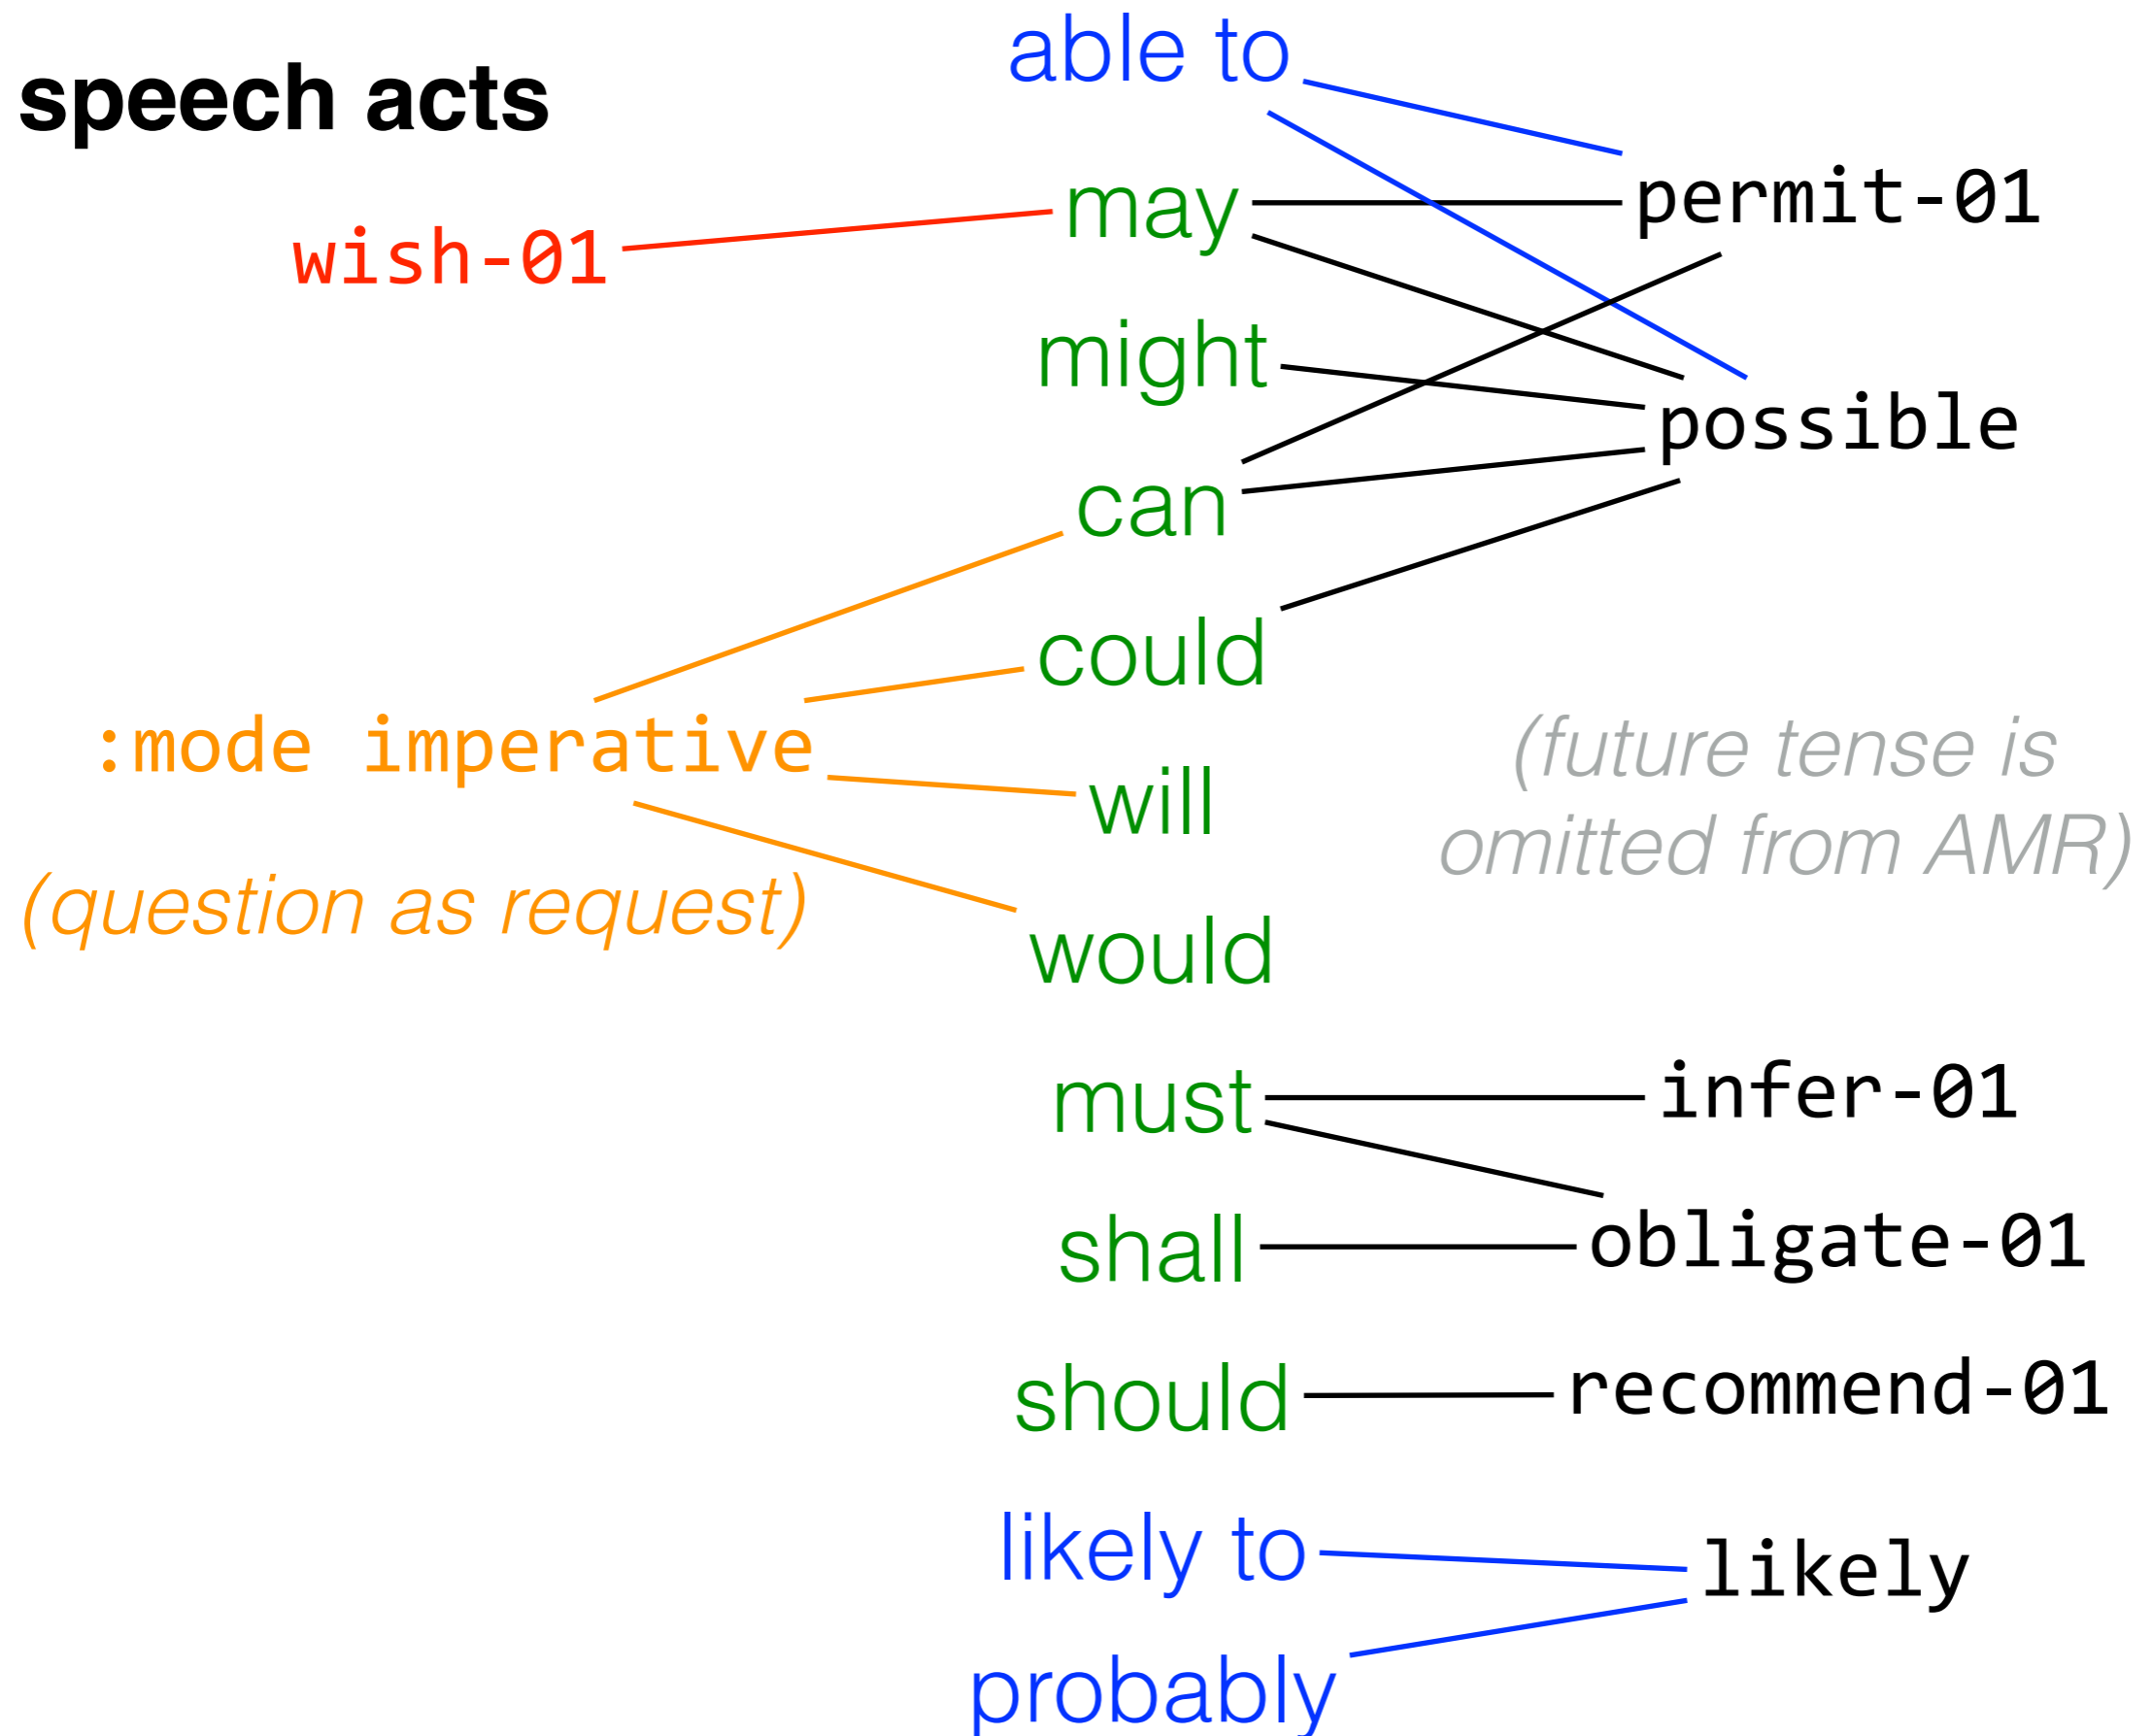 speech acts
able to
permit-01
may
wish-01
might
possible
can
could
:mode imperative
(future tense is
will
omitted from AMR)
(question as request)
would
must
infer-01
shall
obligate-01
should
recommend-01
likely to
likely
probably